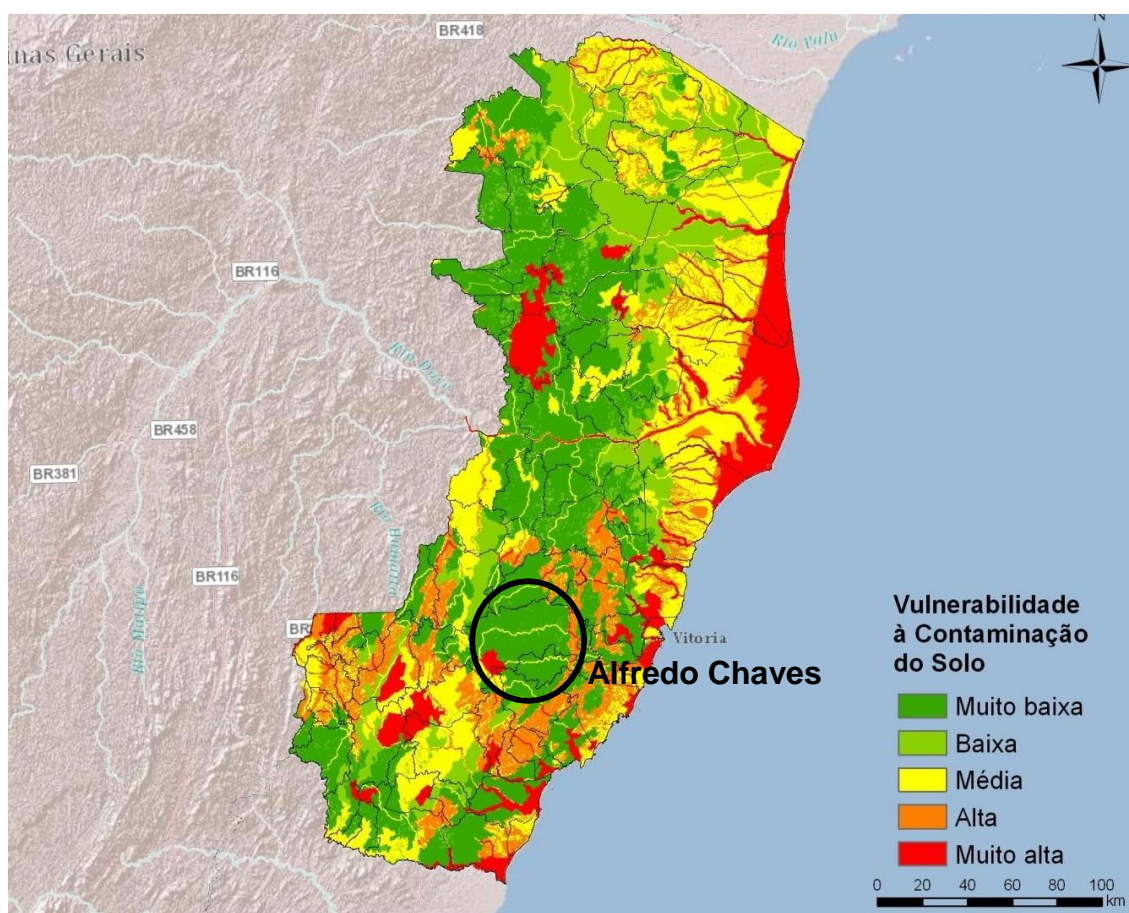 N
BR418
Rio Patu
inas Gerais
BR116
Rio Doce
BR458
BR381
BR116
BR
Vitoria
Alfredo Chaves
Vulnerabilidade
à Contaminação
do Solo
Muito baixa
Baixa
Média
Alta
Muito alta
0 20 40 60 80 100
km